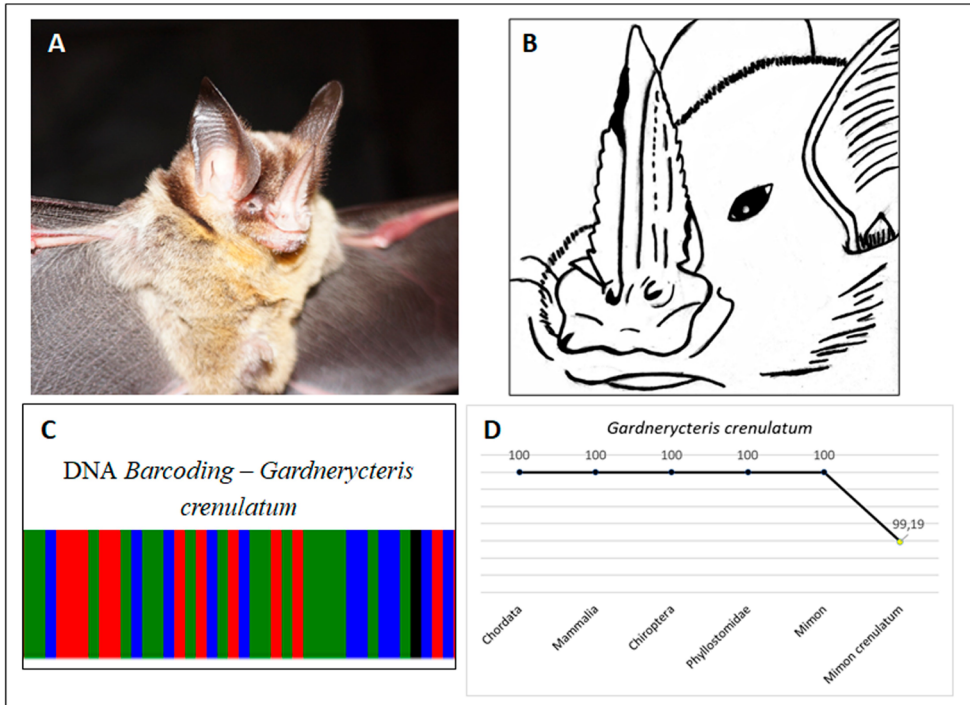 A
B
C
DNA Barcoding – Gardnerycteris
crenulatum
D
Gardnerycteris crenulatum
100 100 100 100 100
99,19
Chordata
Mammalia
Chiroptera
Phyllostomidae
Mimon
Mimon crenulatum